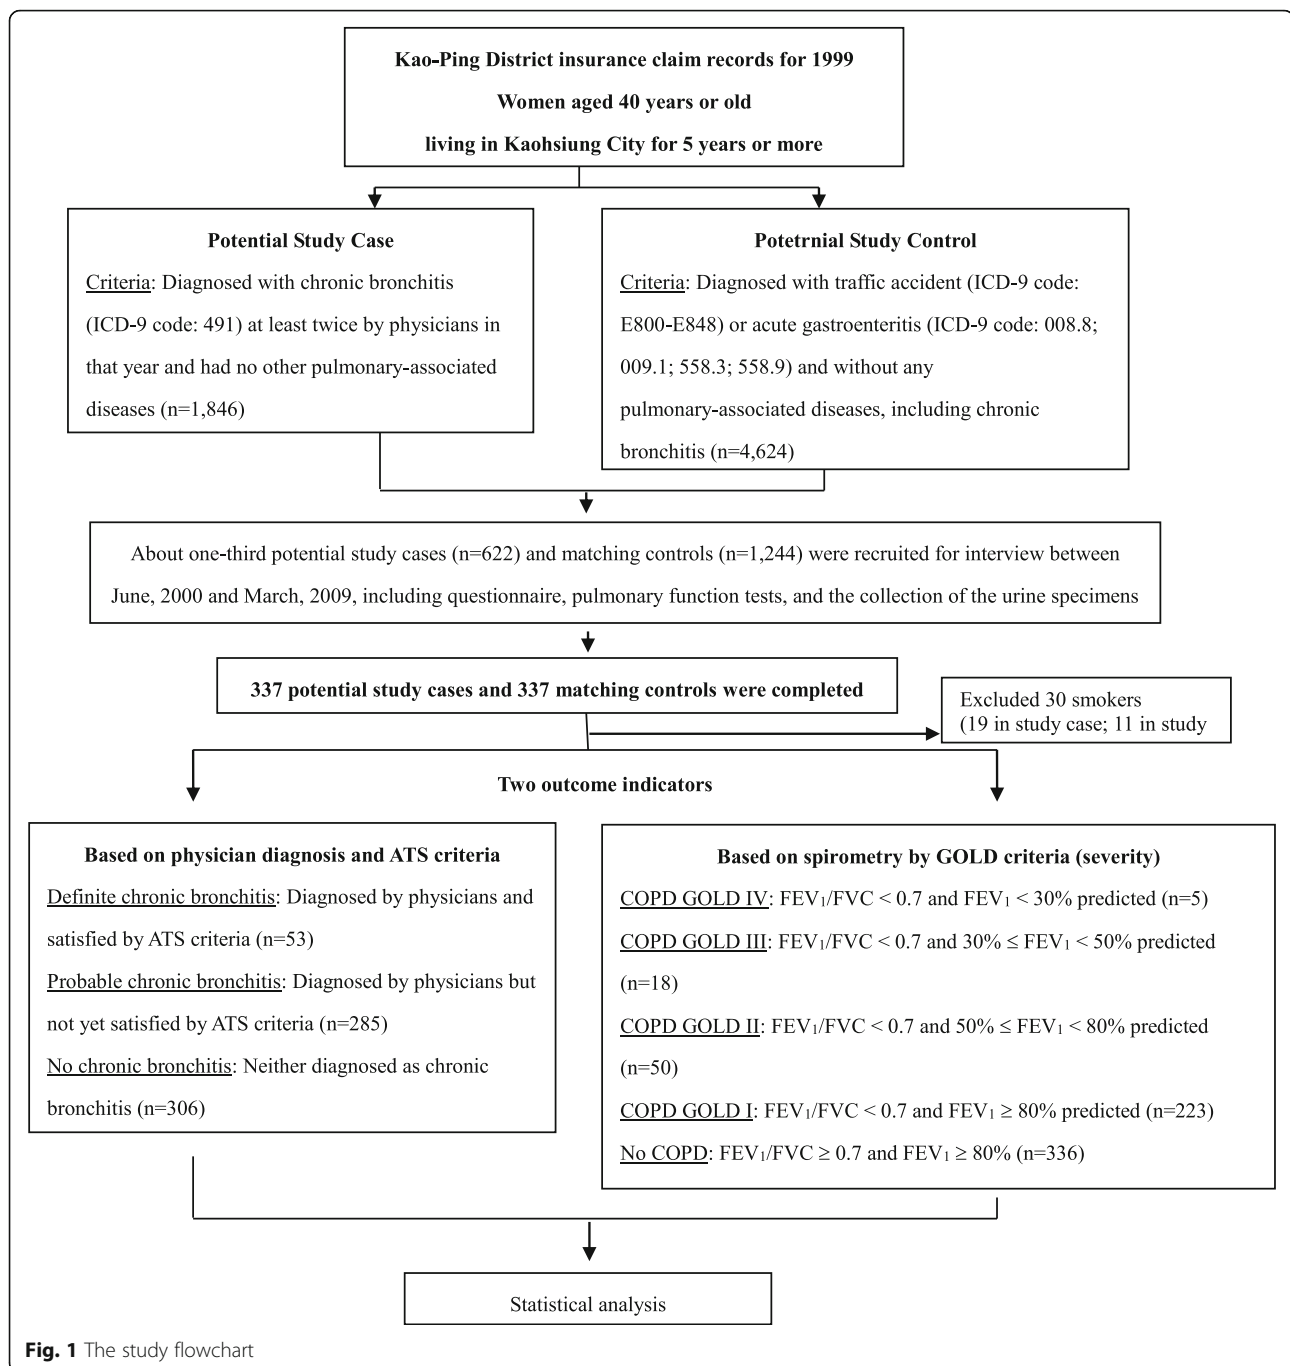 Kao-Ping District insurance claim records for 1999
Women aged 40 years or old
living in Kaohsiung City for 5 years or more
Potential Study Case
Criteria: Diagnosed with chronic bronchitis
(ICD-9 code: 491) at least twice by physicians in
that year and had no other pulmonary-associated
diseases (n=1,846)
Potetrnial Study Control
Criteria: Diagnosed with traffic accident (ICD-9 code:
E800-E848) or acute gastroenteritis (ICD-9 code: 008.8;
009.1; 558.3; 558.9) and without any
pulmonary-associated diseases, including chronic
bronchitis (n=4,624)
About one-third potential study cases (n=622) and matching controls (n=1,244) were recruited for interview between
June, 2000 and March, 2009, including questionnaire, pulmonary function tests, and the collection of the urine specimens
337 potential study cases and 337 matching controls were completed
Excluded 30 smokers
(19 in study case; 11 in study
Two outcome indicators
Based on physician diagnosis and ATS criteria
Definite chronic bronchitis: Diagnosed by physicians and
satisfied by ATS criteria (n=53)
Probable chronic bronchitis: Diagnosed by physicians but
not yet satisfied by ATS criteria (n=285)
No chronic bronchitis: Neither diagnosed as chronic
bronchitis (n=306)
Based on spirometry by GOLD criteria (severity)
COPD GOLD IV: FEV₁/FVC < 0.7 and FEV₁ < 30% predicted (n=5)
COPD GOLD III: FEV₁/FVC < 0.7 and 30% ≤ FEV₁ < 50% predicted
(n=18)
COPD GOLD II: FEV₁/FVC < 0.7 and 50% ≤ FEV₁ < 80% predicted
(n=50)
COPD GOLD I: FEV₁/FVC < 0.7 and FEV₁ ≥ 80% predicted (n=223)
No COPD: FEV₁/FVC ≥ 0.7 and FEV₁ ≥ 80% (n=336)
Statistical analysis
Fig. 1 The study flowchart